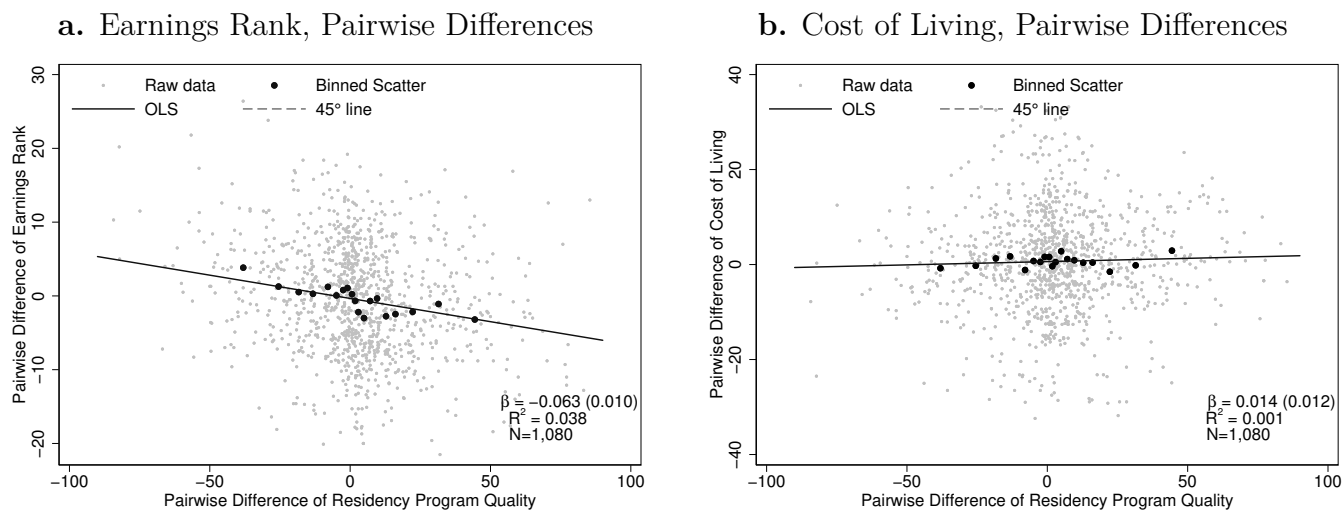 a. Earnings Rank, Pairwise Differences
30
20
10
0
−10
−20
Pairwise Difference of Earnings Rank
Raw data
Binned Scatter
OLS
45° line
β = −0.063 (0.010)
R² = 0.038
N=1,080
−100
−50
0
50
100
Pairwise Difference of Residency Program Quality
b. Cost of Living, Pairwise Differences
40
20
0
−20
−40
Pairwise Difference of Cost of Living
Raw data
Binned Scatter
OLS
45° line
β = 0.014 (0.012)
R² = 0.001
N=1,080
−100
−50
0
50
100
Pairwise Difference of Residency Program Quality